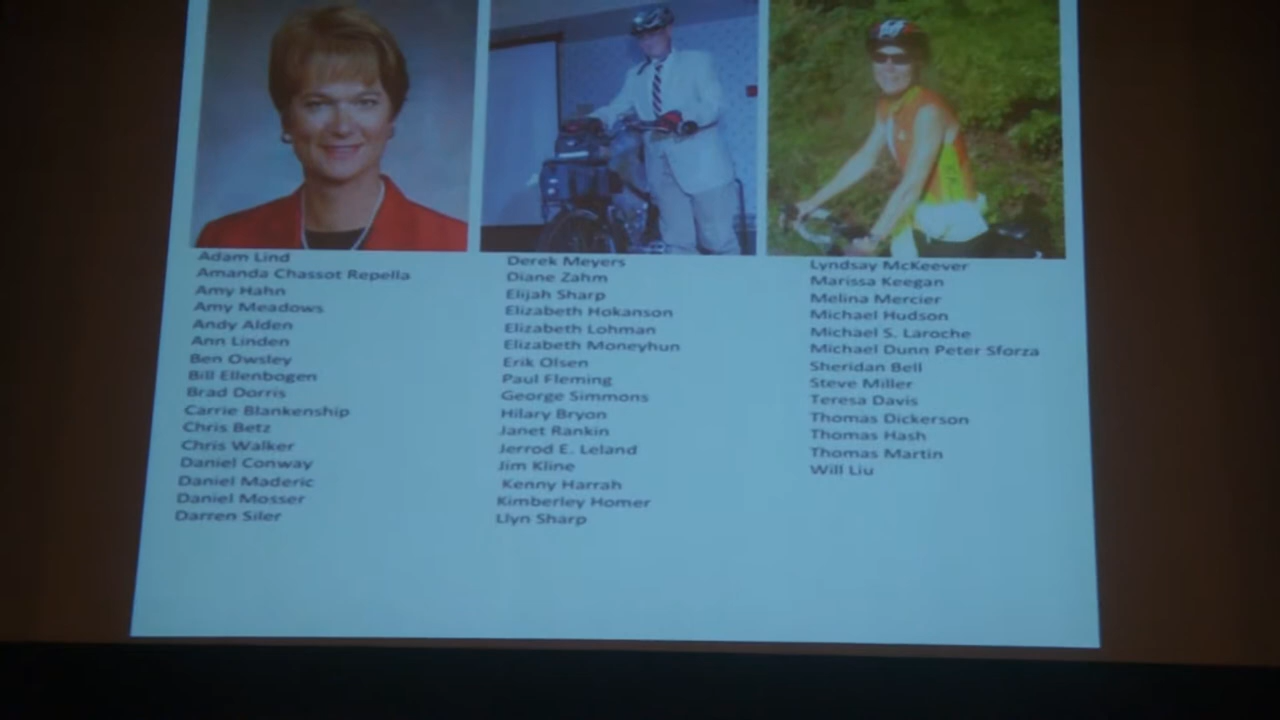 Adam Lind
Amanda Chassot Repella
Amy Hahn
Amy Meadows
Andy Alden
Ann Linden
Ben Owsley
Bill Ellenbogen
Brad Dorris
Carrie Blankenship
Chris Betz
Chris Walker
Daniel Conway
Daniel Maderic
Daniel Mosser
Darren Siler
Derek Meyers
Diane Zahm
Elijah Sharp
Elizabeth Hokanson
Elizabeth Lohman
Elizabeth Moneyhun
Erik Olsen
Paul Fleming
George Simmons
Hilary Bryon
Janet Rankin
Jerrod E. Leland
Jim Kline
Kenny Harrah
Kimberley Homer
Llyn Sharp
Lyndsay McKeever
Marissa Keegan
Melina Mercier
Michael Hudson
Michael S. Laroche
Michael Dunn Peter Sforza
Sheridan Bell
Steve Miller
Teresa Davis
Thomas Dickerson
Thomas Hash
Thomas Martin
Will Liu